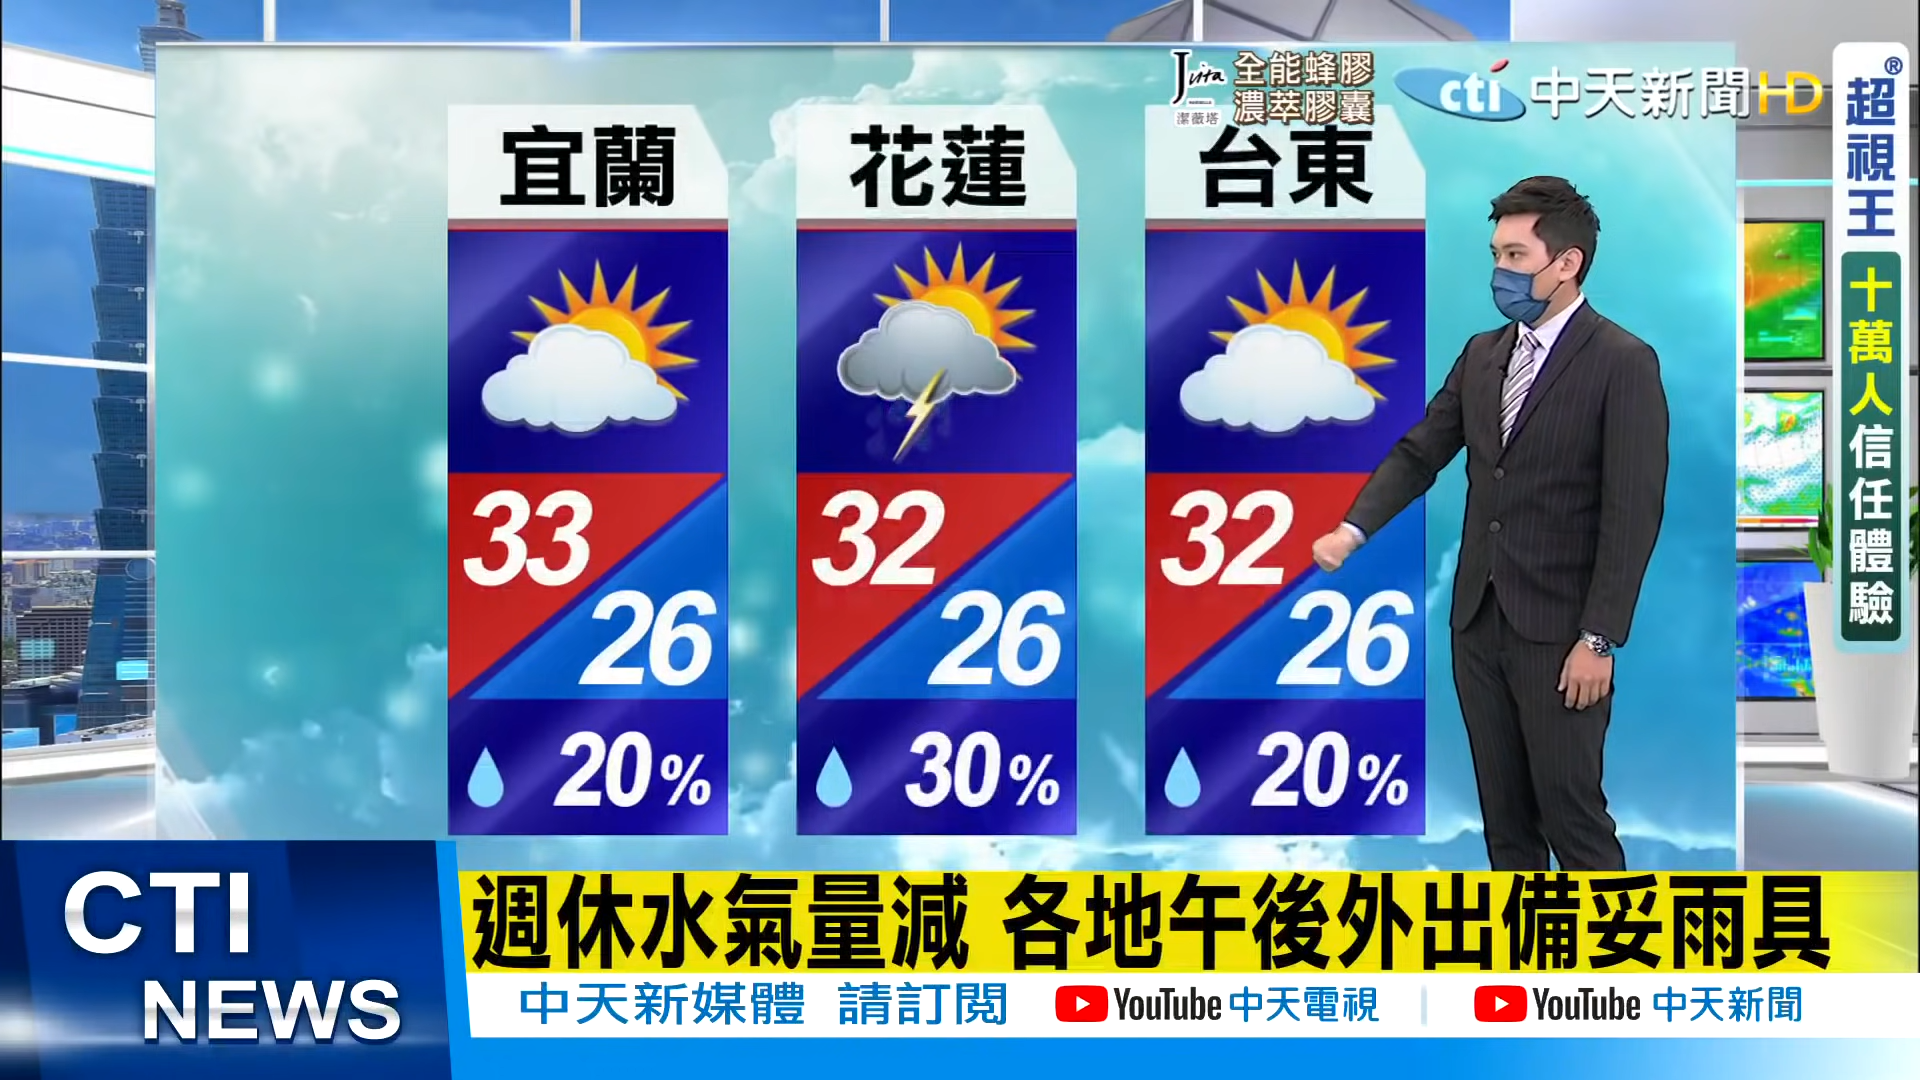 Jvita
潔薇塔
全能蜂膠
濃萃膠囊
cti 中天新聞HD
超視王®
十萬人信任體驗
宜蘭
33
26
20%
花蓮
32
26
30%
台東
32
26
20%
CTI
NEWS
週休水氣量減 各地午後外出備妥雨具
中天新媒體 請訂閱 YouTube 中天電視 | YouTube 中天新聞